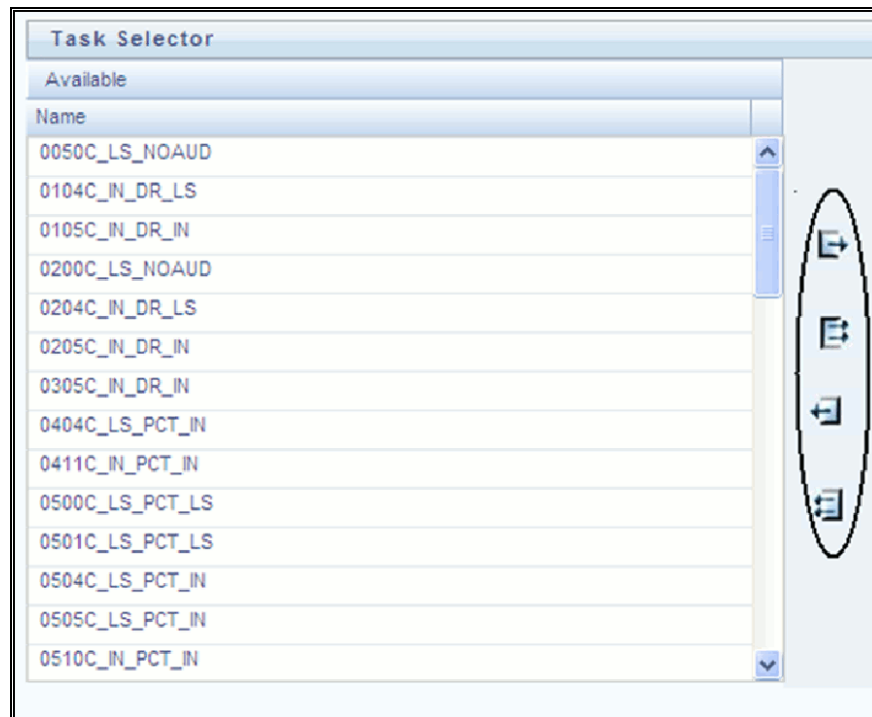 Task Selector
Available
Name
0050C_LS_NOAUD
0104C_IN_DR_LS
0105C_IN_DR_IN
0200C_LS_NOAUD
0204C_IN_DR_LS
0205C_IN_DR_IN
0305C_IN_DR_IN
0404C_LS_PCT_IN
0411C_IN_PCT_IN
0500C_LS_PCT_LS
0501C_LS_PCT_LS
0504C_LS_PCT_IN
0505C_LS_PCT_IN
0510C_IN_PCT_IN